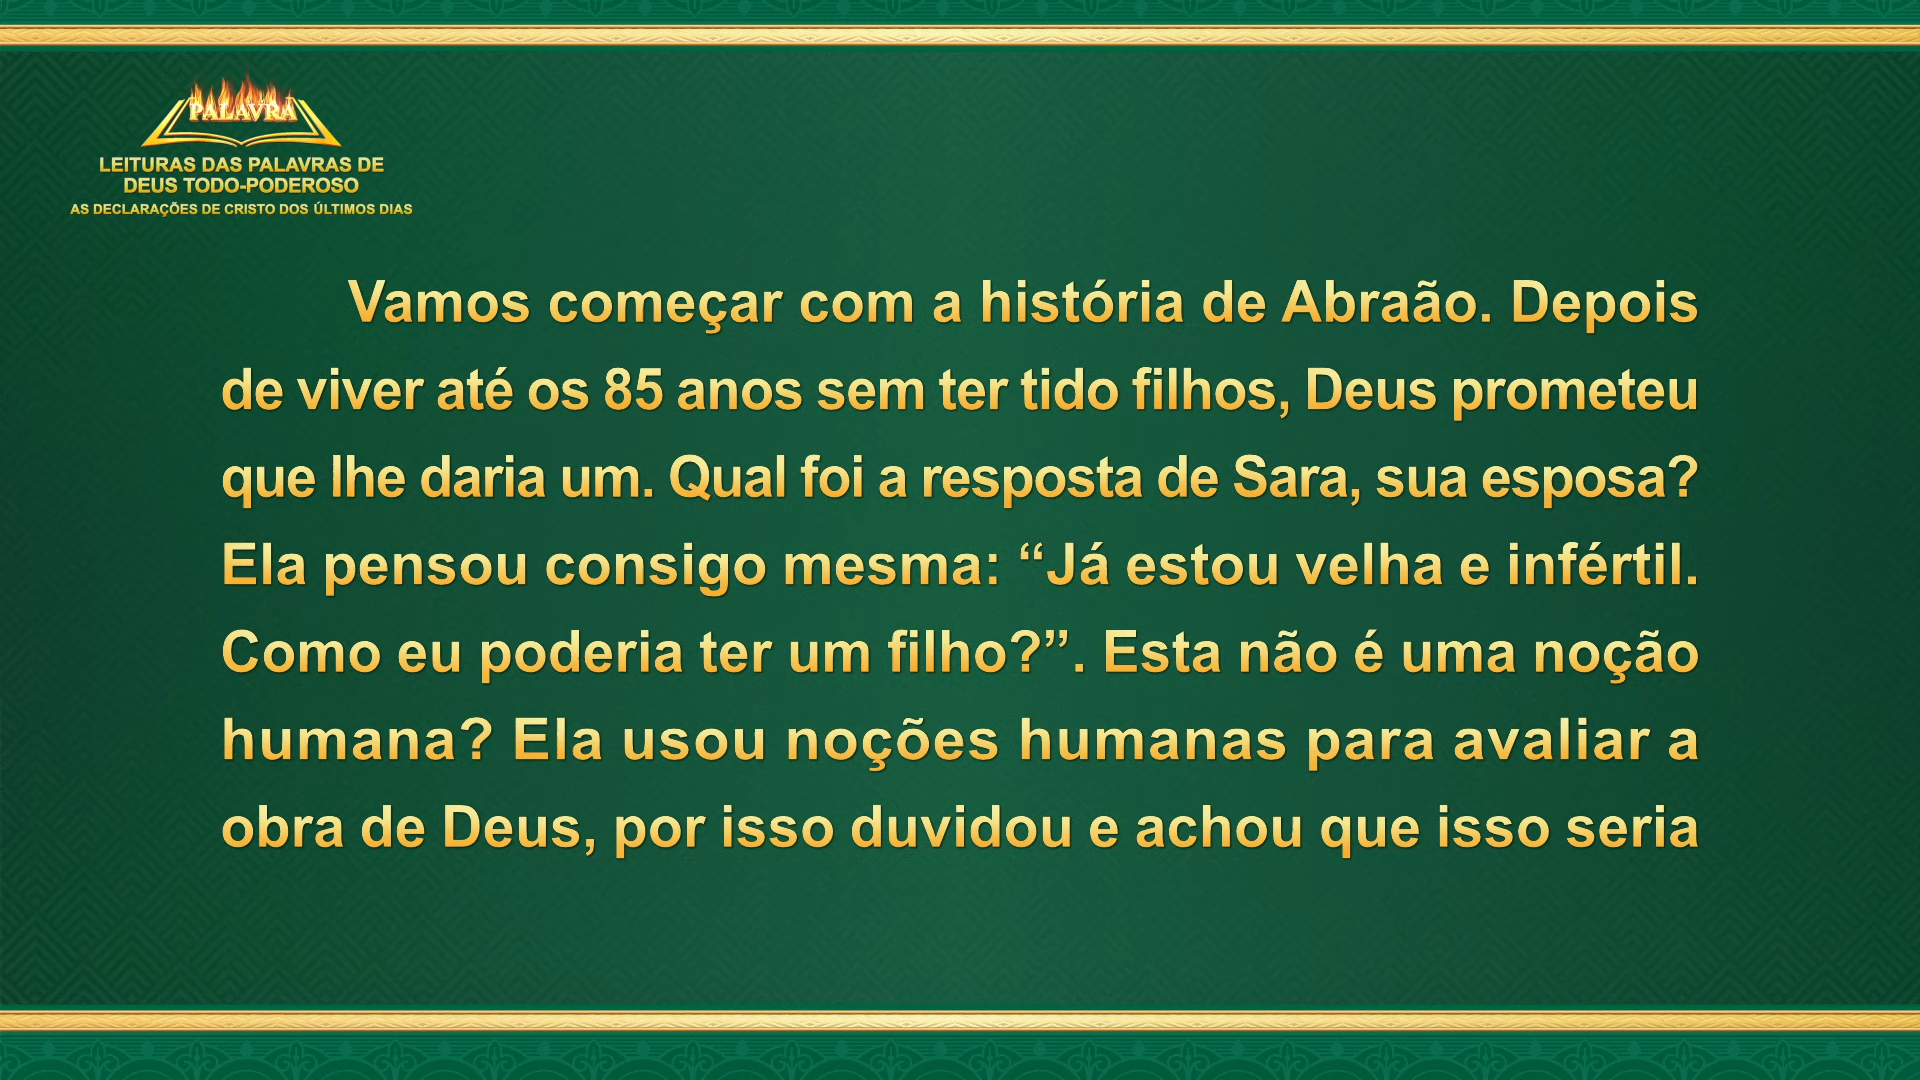 PALAVRA
LEITURAS DAS PALAVRAS DE
DEUS TODO-PODEROSO
AS DECLARAÇÕES DE CRISTO DOS ÚLTIMOS DIAS
Vamos começar com a história de Abraão. Depois
de viver até os 85 anos sem ter tido filhos, Deus prometeu
que lhe daria um. Qual foi a resposta de Sara, sua esposa?
Ela pensou consigo mesma: “Já estou velha e infértil.
Como eu poderia ter um filho?”. Esta não é uma noção
humana? Ela usou noções humanas para avaliar a
obra de Deus, por isso duvidou e achou que isso seria